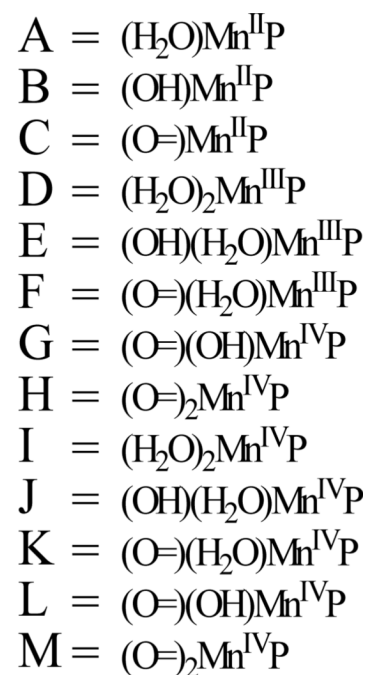 A = (H₂O)MnᴵᴵP
B = (OH)MnᴵᴵP
C = (O=)MnᴵᴵP
D = (H₂O)₂MnᴵᴵᴵP
E = (OH)(H₂O)MnᴵᴵᴵP
F = (O=)(H₂O)MnᴵᴵᴵP
G = (O=)(OH)MnᴵⱽP
H = (O=)₂MnᴵⱽP
I = (H₂O)₂MnᴵⱽP
J = (OH)(H₂O)MnᴵⱽP
K = (O=)(H₂O)MnᴵⱽP
L = (O=)(OH)MnᴵⱽP
M = (O=)₂MnᴵⱽP